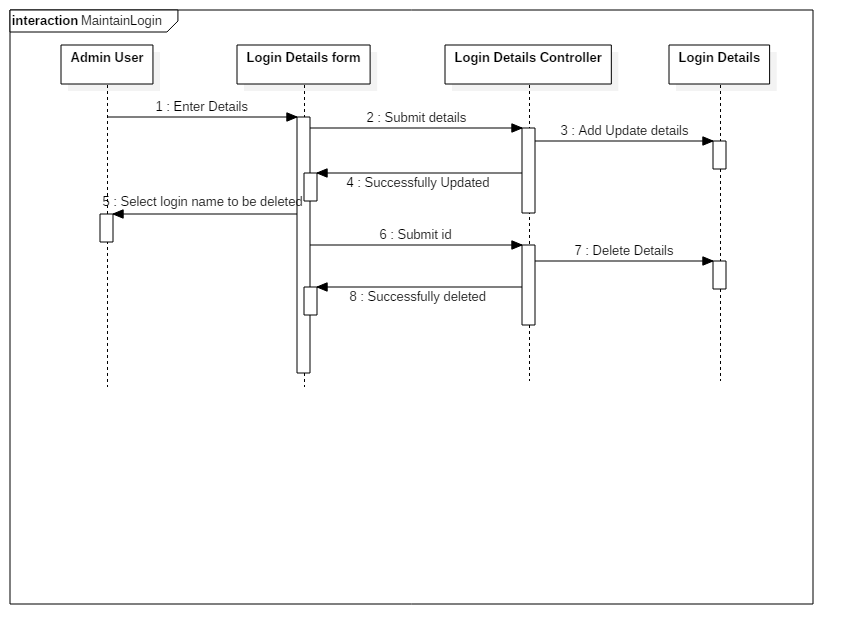 interaction MaintainLogin
Admin User
Login Details form
Login Details Controller
Login Details
1 : Enter Details
2 : Submit details
3 : Add Update details
4 : Successfully Updated
5 : Select login name to be deleted
6 : Submit id
7 : Delete Details
8 : Successfully deleted